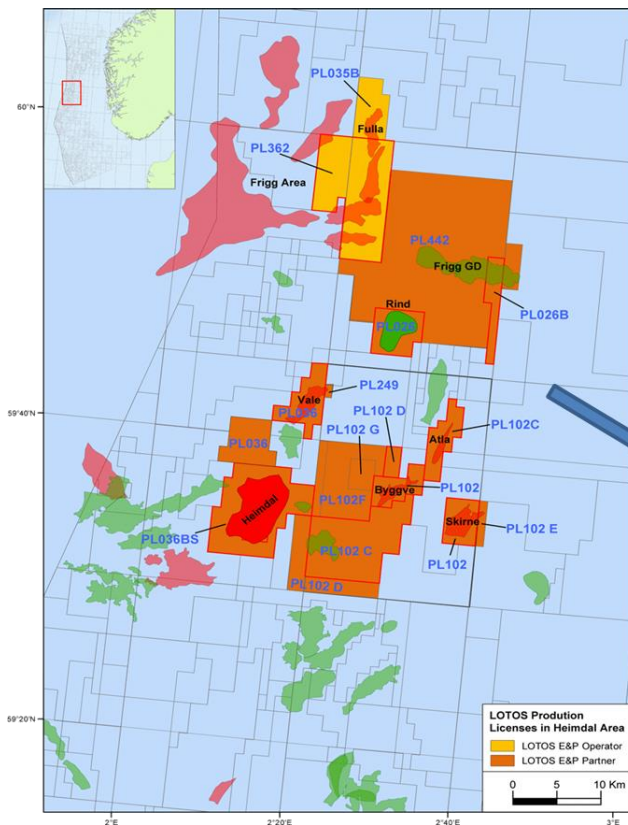 60°N
PL035B
Fulla
PL362
Frigg Area
PL442
Frigg GD
Rind
PL026
PL026B
PL249
Vale
PL036
59°40'N
PL102 D
PL102C
PL102 G
Atla
PL036
PL102
Byggve
PL102F
Heimdal
Skirne
PL102 E
PL036BS
PL102 C
PL102
PL102 D
59°20'N
LOTOS Prodution
Licenses in Heimdal Area
LOTOS E&P Operator
LOTOS E&P Partner
0 5 10 Km
2°E
2°20'E
2°40'E
3°E